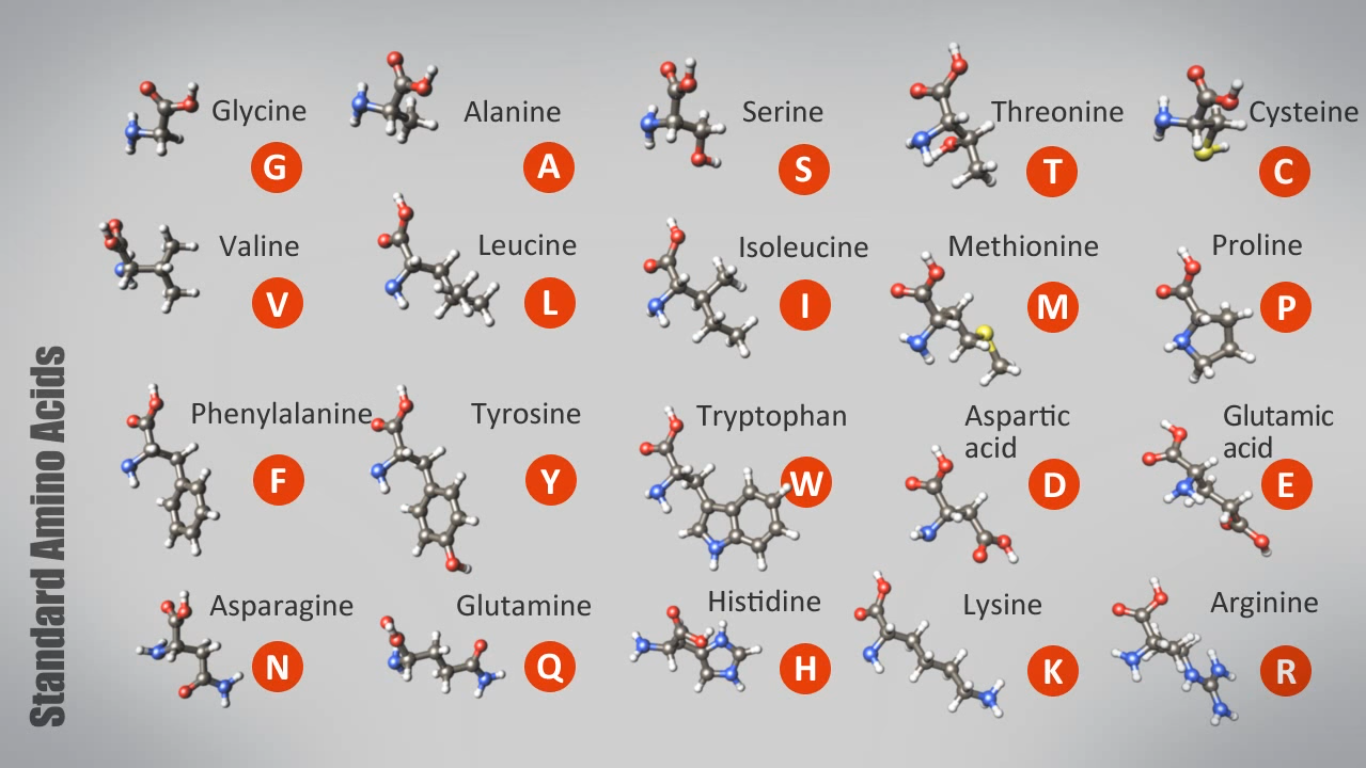 Standard Amino Acids
Glycine
G
Alanine
A
Serine
S
Threonine
T
Cysteine
C
Valine
V
Leucine
L
Isoleucine
I
Methionine
M
Proline
P
Phenylalanine
F
Tyrosine
Y
Tryptophan
W
Aspartic
acid
D
Glutamic
acid
E
Asparagine
N
Glutamine
Q
Histidine
H
Lysine
K
Arginine
R